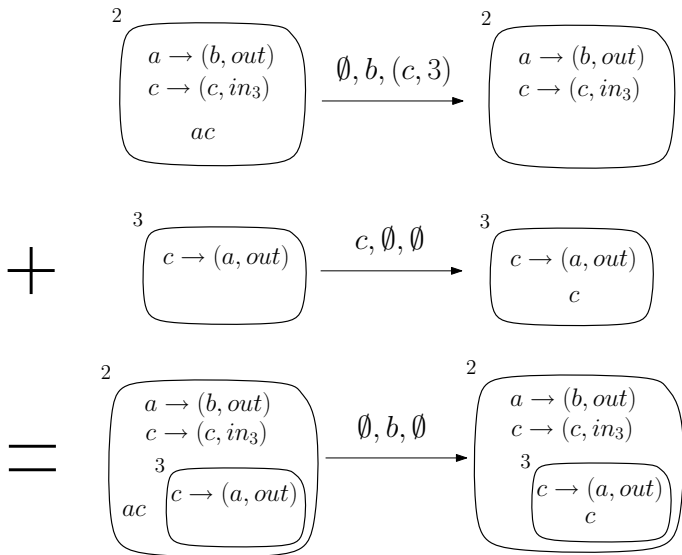 2
a → (b, out)
c → (c, in₃)
ac
∅, b, (c, 3)
2
a → (b, out)
c → (c, in₃)
+
3
c → (a, out)
c, ∅, ∅
3
c → (a, out)
c
=
2
a → (b, out)
c → (c, in₃)
3
c → (a, out)
ac
∅, b, ∅
2
a → (b, out)
c → (c, in₃)
3
c → (a, out)
c